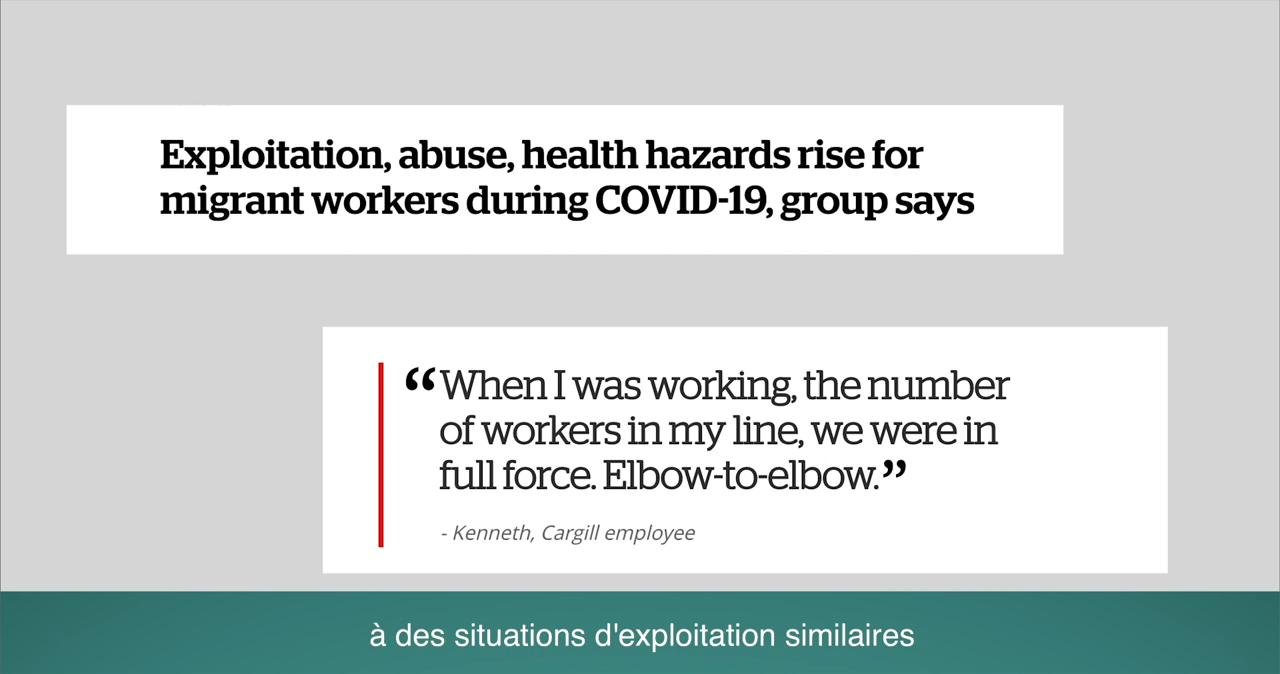 Exploitation, abuse, health hazards rise for
migrant workers during COVID-19, group says
“When I was working, the number
of workers in my line, we were in
full force. Elbow-to-elbow.”
- Kenneth, Cargill employee
à des situations d'exploitation similaires